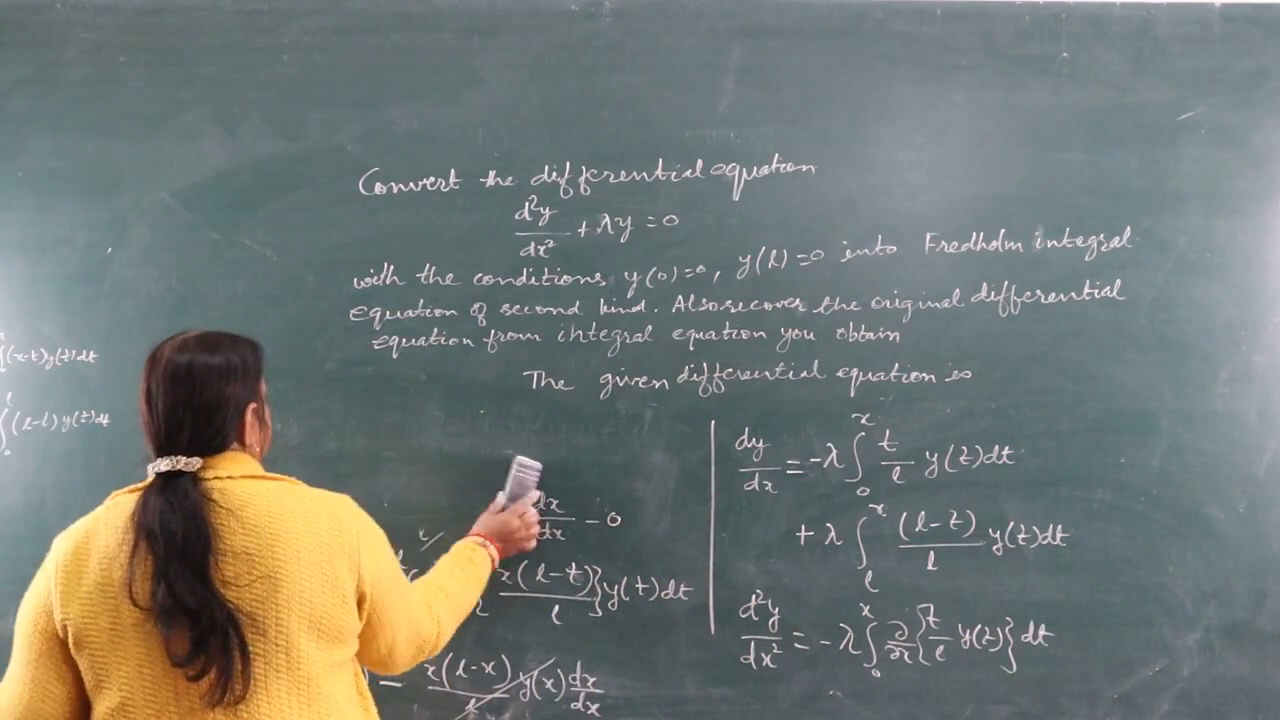 Convert the differential equation
d²y/dx² + λy = 0
with the conditions y(0)=0, y(l)=0 into Fredholm integral
equation of second kind. Also recover the original differential
equation from integral equation you obtain
The given differential equation is
(x-t)y(t)dt
∫₀ˡ (l-t) y(t)dt
dx/dx - 0
x(l-t)/l} y(t)dt
- x(l-x)/l y(x) dx/dx
dy/dx = -λ ∫₀ˣ t/l y(t)dt
+ λ ∫ₗˣ (l-t)/l y(t)dt
d²y/dx² = -λ ∫₀ˣ ∂/∂x {t/l y(t)} dt